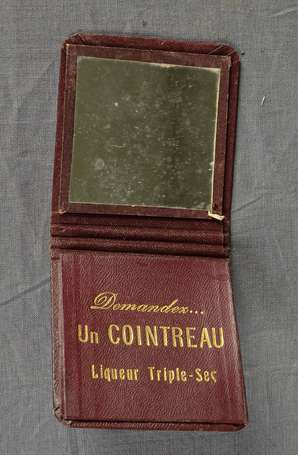 Demandez...
Un COINTREAU
Liqueur Triple-Sec